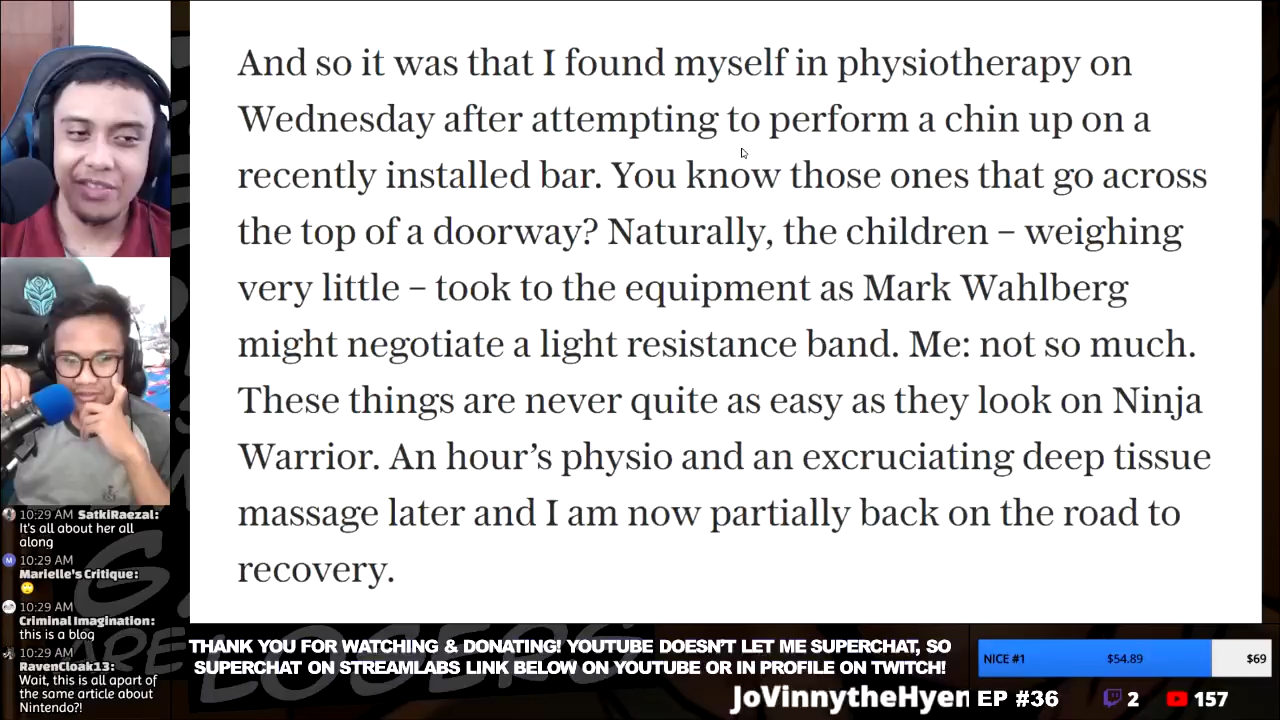 And so it was that I found myself in physiotherapy on
Wednesday after attempting to perform a chin up on a
recently installed bar. You know those ones that go across
the top of a doorway? Naturally, the children – weighing
very little – took to the equipment as Mark Wahlberg
might negotiate a light resistance band. Me: not so much.
These things are never quite as easy as they look on Ninja
Warrior. An hour’s physio and an excruciating deep tissue
massage later and I am now partially back on the road to
recovery.
10:29 AM SatkiRaezal:
It's all about her all
along
M
10:29 AM
Marielle's Critique:
10:29 AM
Criminal Imagination:
this is a blog
10:29 AM
RavenCloak13:
Wait, this is all apart of
the same article about
Nintendo?!
ARE LOSERS
THANK YOU FOR WATCHING & DONATING! YOUTUBE DOESN'T LET ME SUPERCHAT, SO
SUPERCHAT ON STREAMLABS LINK BELOW ON YOUTUBE OR IN PROFILE ON TWITCH!
NICE #1 $54.89 $69
JoVinnytheHyen EP #36 2 157